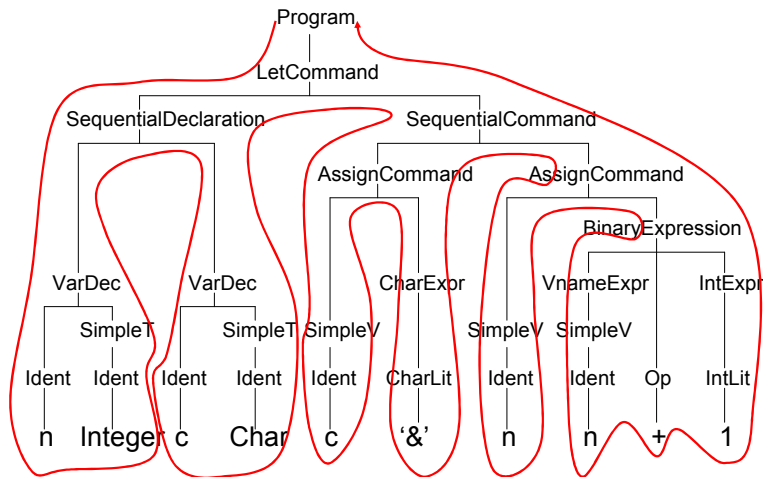 Program
LetCommand
SequentialDeclaration SequentialCommand
AssignCommand AssignCommand
BinaryExpression
VarDec VarDec CharExpr VnameExpr IntExpr
SimpleT SimpleT SimpleV SimpleV SimpleV
Ident Ident Ident Ident Ident CharLit Ident Ident Op IntLit
n Integer c Char c ‘&’ n n + 1